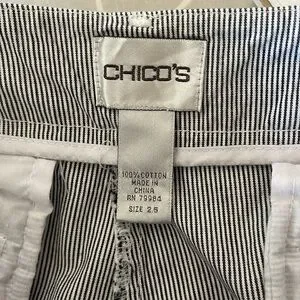 CHICO'S
100% COTTON
MADE IN
CHINA
RN 79984
SIZE 2.5